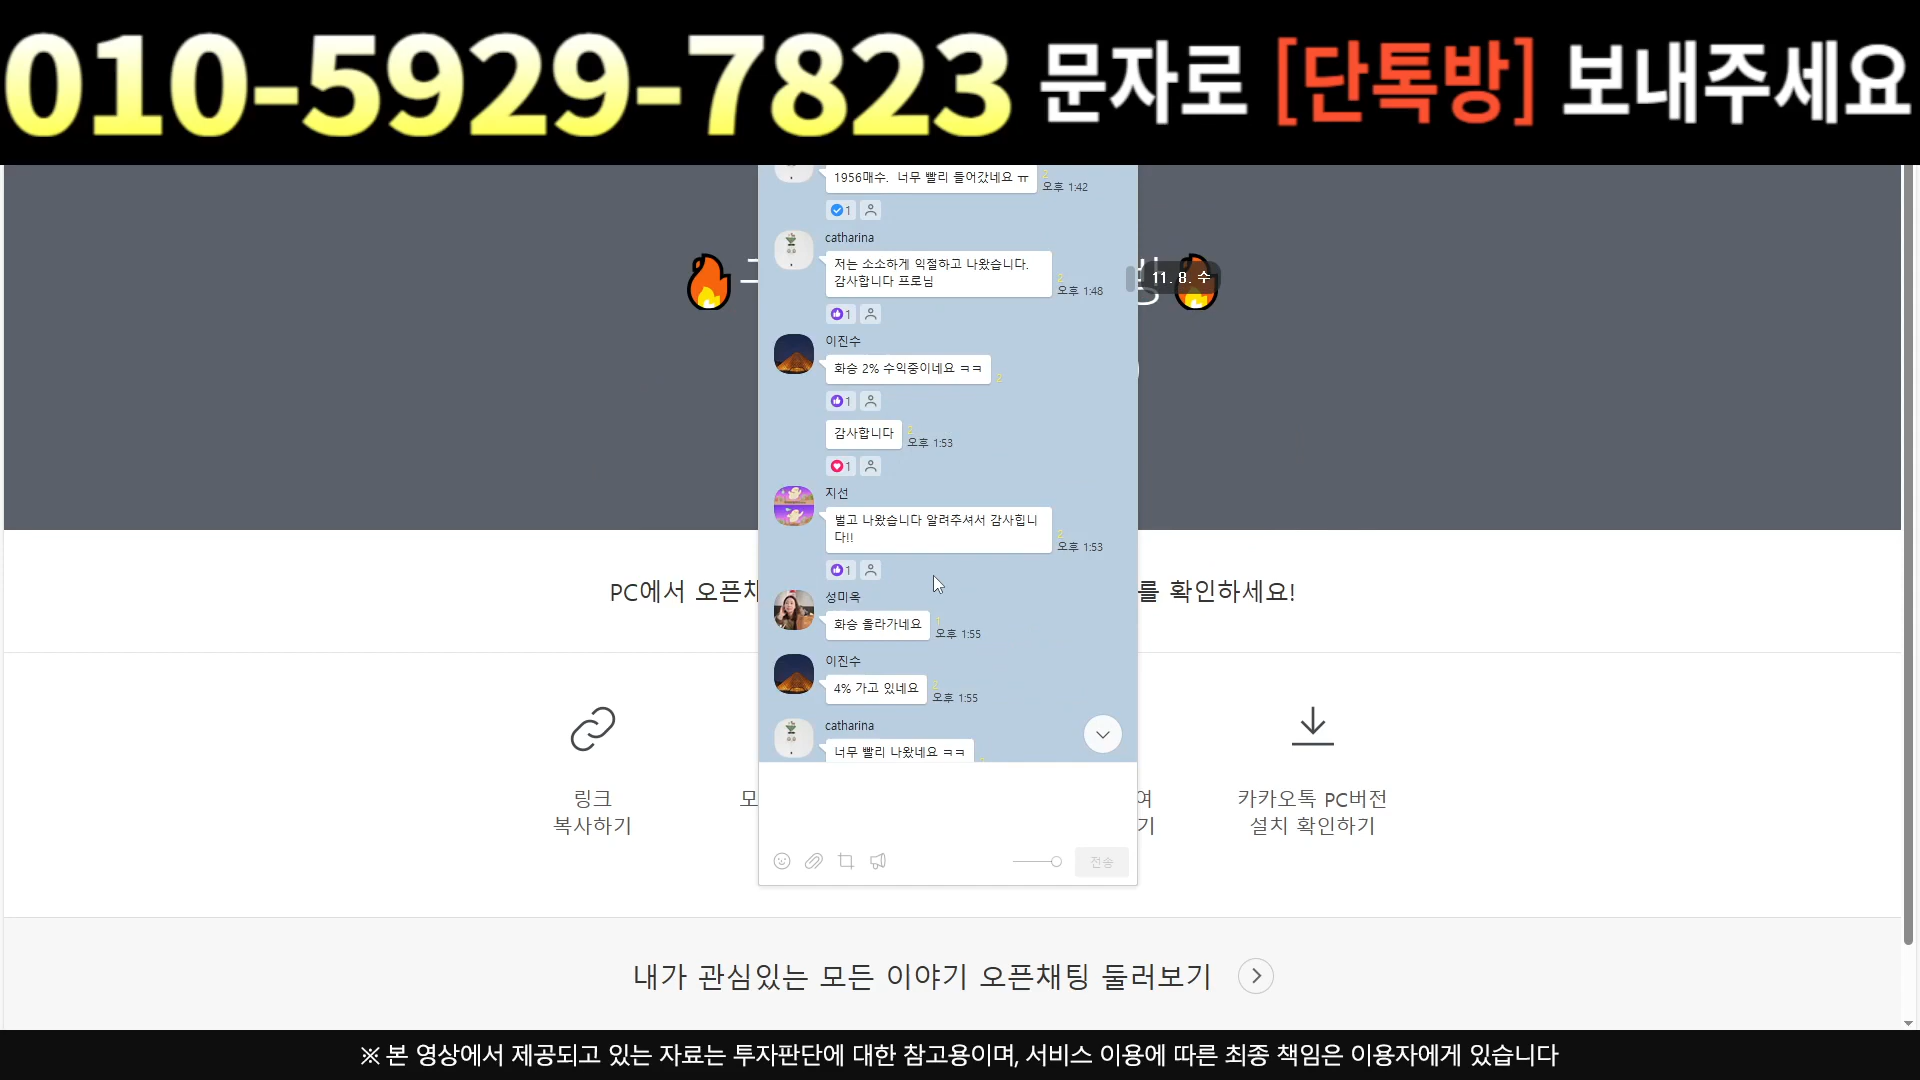 010-5929-7823 문자로 [단톡방] 보내주세요
1956매수. 너무 빨리 들어갔네요 ㅠ
2
오후 1:42
1
catharina
저는 소소하게 익절하고 나왔습니다.
감사합니다 프로님
2
오후 1:48
11. 8. 수
1
이진수
화승 2% 수익중이네요 ㅋㅋ
2
1
감사합니다
2
오후 1:53
1
지선
벌고 나왔습니다 알려주셔서 감사힙니
다!!
2
오후 1:53
1
PC에서 오픈채
를 확인하세요!
성미옥
화승 올라가네요
오후 1:55
이진수
4% 가고 있네요
2
오후 1:55
catharina
너무 빨리 나왔네요 ㅋㅋ
링크
복사하기
모
여
기
카카오톡 PC버전
설치 확인하기
전송
내가 관심있는 모든 이야기 오픈채팅 둘러보기
※ 본 영상에서 제공되고 있는 자료는 투자판단에 대한 참고용이며, 서비스 이용에 따른 최종 책임은 이용자에게 있습니다